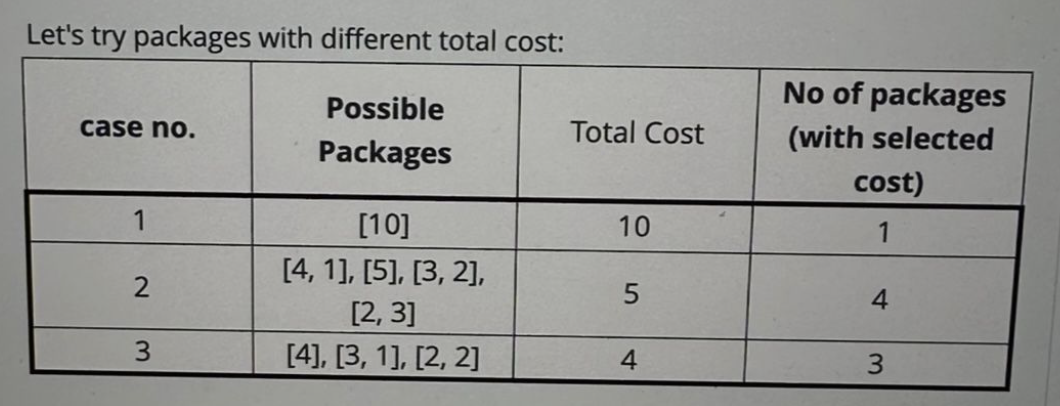 Let's try packages with different total cost:
case no.
Possible
Packages
Total Cost
No of packages
(with selected
cost)
1
[10]
10
1
2
[4, 1], [5], [3, 2],
[2, 3]
5
4
3
[4], [3, 1], [2, 2]
4
3